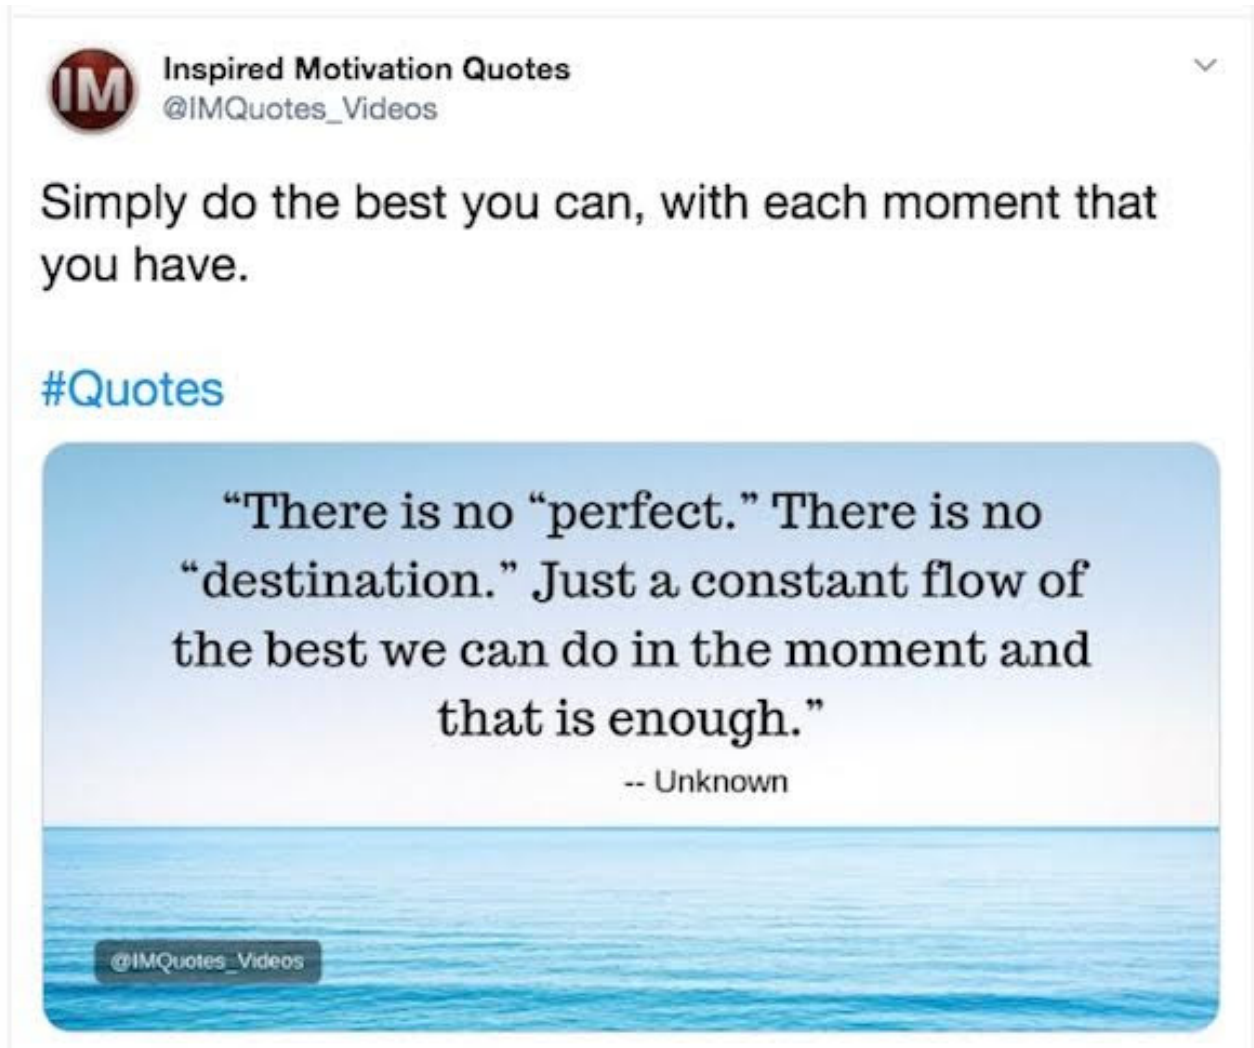 IM
Inspired Motivation Quotes
@IMQuotes_Videos
Simply do the best you can, with each moment that
you have.
#Quotes
“There is no “perfect.” There is no
“destination.” Just a constant flow of
the best we can do in the moment and
that is enough.”
-- Unknown
@IMQuotes_Videos